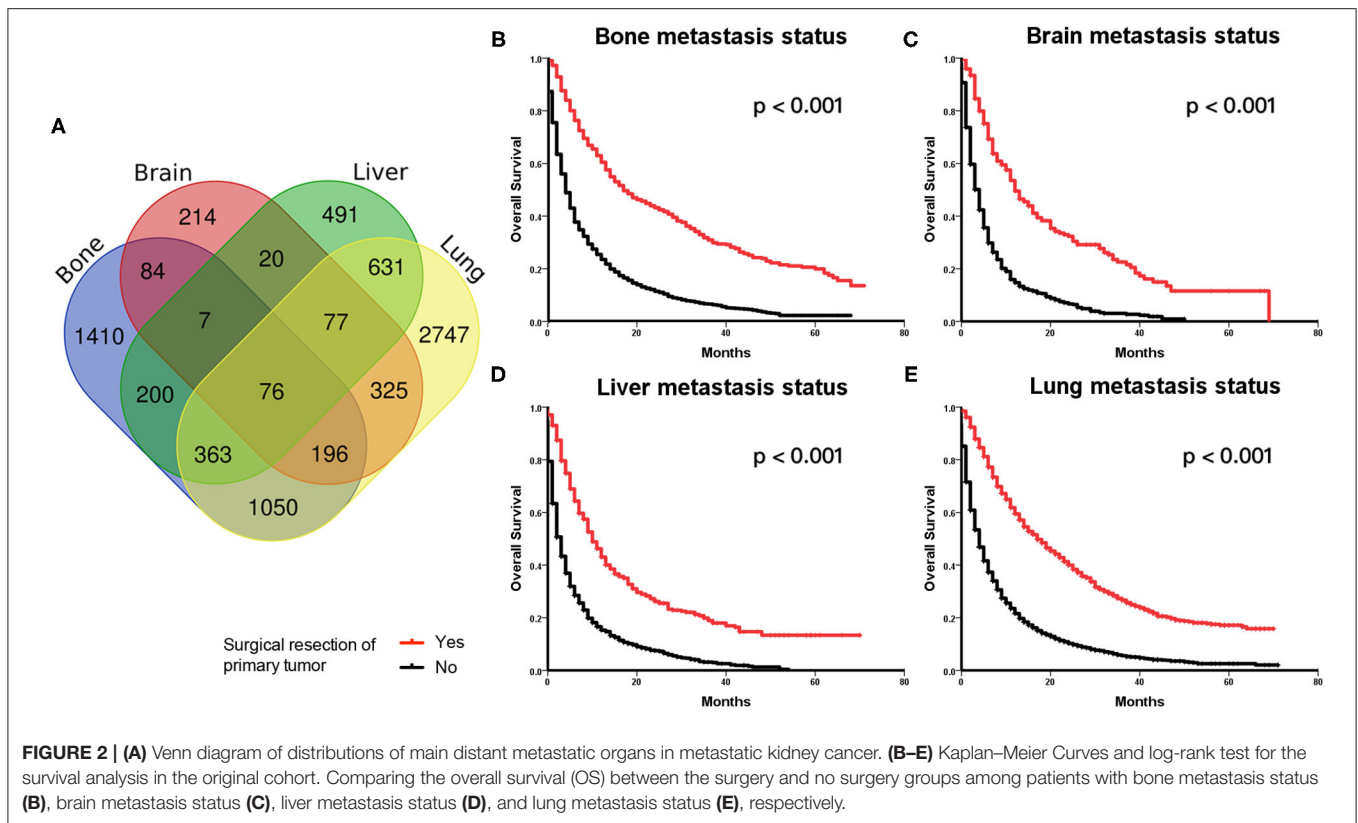 A
Brain
Liver
Bone
Lung
214
491
84
20
631
1410
7
77
2747
200
76
325
363
196
1050
Surgical resection of
primary tumor
Yes
No
B
Bone metastasis status
p < 0.001
Overall Survival
1.0
0.8
0.6
0.4
0.2
0.0
0 20 40 60 80
Months
C
Brain metastasis status
p < 0.001
Overall Survival
1.0
0.8
0.6
0.4
0.2
0.0
0 20 40 60 80
Months
D
Liver metastasis status
p < 0.001
Overall Survival
1.0
0.8
0.6
0.4
0.2
0.0
0 20 40 60 80
Months
E
Lung metastasis status
p < 0.001
Overall Survival
1.0
0.8
0.6
0.4
0.2
0.0
0 20 40 60 80
Months
FIGURE 2 | (A) Venn diagram of distributions of main distant metastatic organs in metastatic kidney cancer. (B–E) Kaplan–Meier Curves and log-rank test for the
survival analysis in the original cohort. Comparing the overall survival (OS) between the surgery and no surgery groups among patients with bone metastasis status
(B), brain metastasis status (C), liver metastasis status (D), and lung metastasis status (E), respectively.